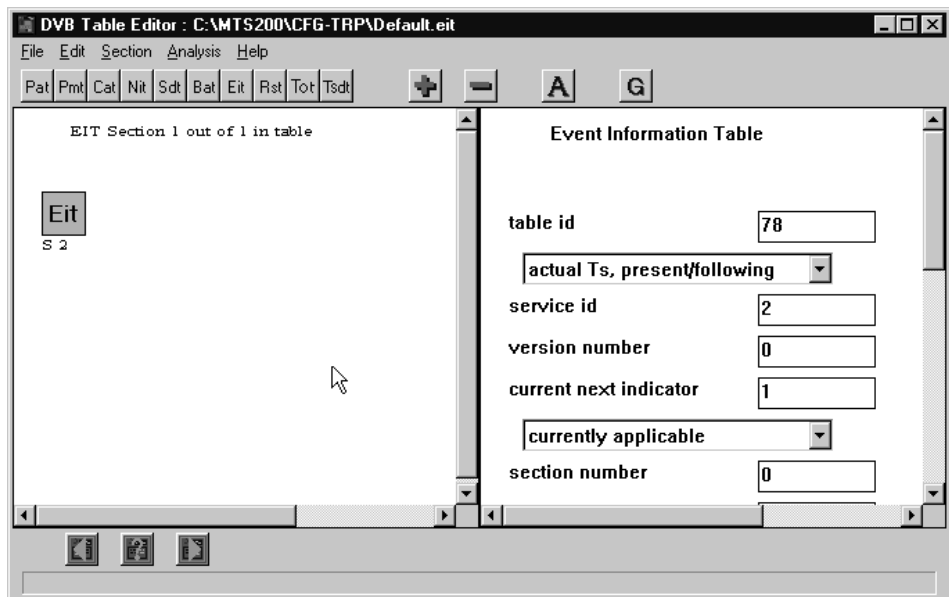 DVB Table Editor : C:\MTS200\CFG-TRP\Default.eit
File Edit Section Analysis Help
Pat Pmt Cat Nit Sdt Bat Eit Rst Tot Tsdt A G
EIT Section 1 out of 1 in table
Eit
S 2
Event Information Table
table id 78
actual Ts, present/following
service id 2
version number 0
current next indicator 1
currently applicable
section number 0